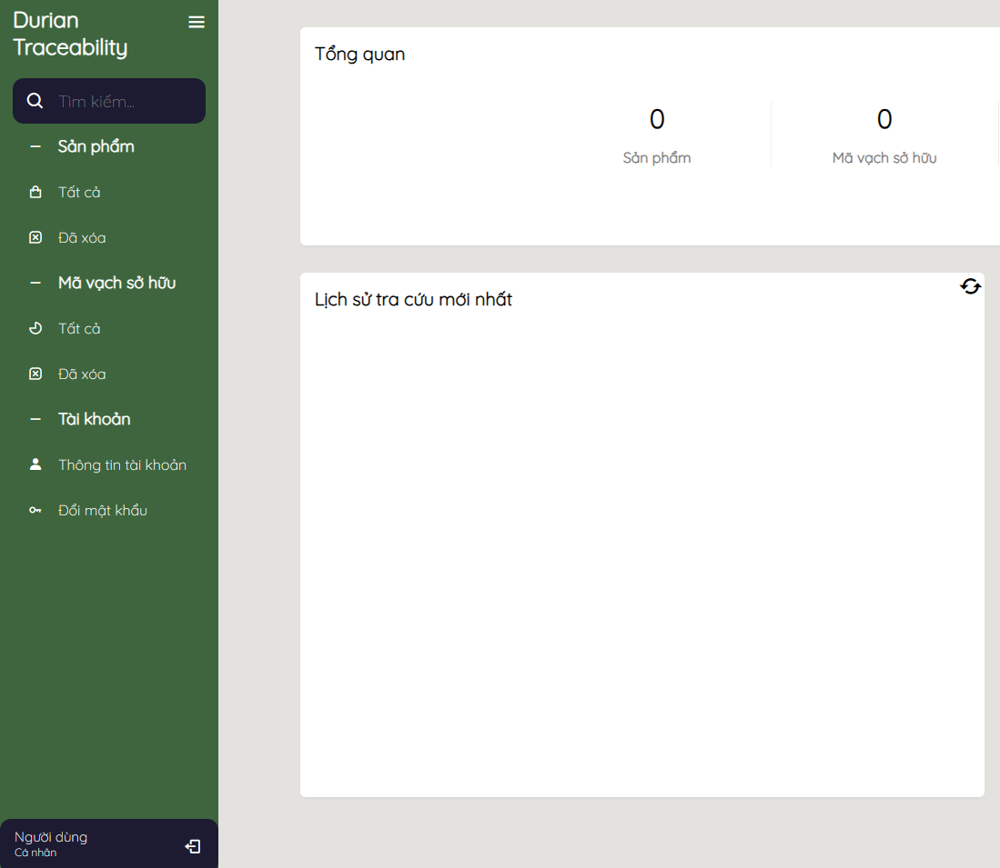 Durian
Traceability
Tìm kiếm...
Sản phẩm
Tất cả
Đã xóa
Mã vạch sở hữu
Tất cả
Đã xóa
Tài khoản
Thông tin tài khoản
Đổi mật khẩu
Người dùng
Cá nhân
Tổng quan
0
Sản phẩm
0
Mã vạch sở hữu
Lịch sử tra cứu mới nhất